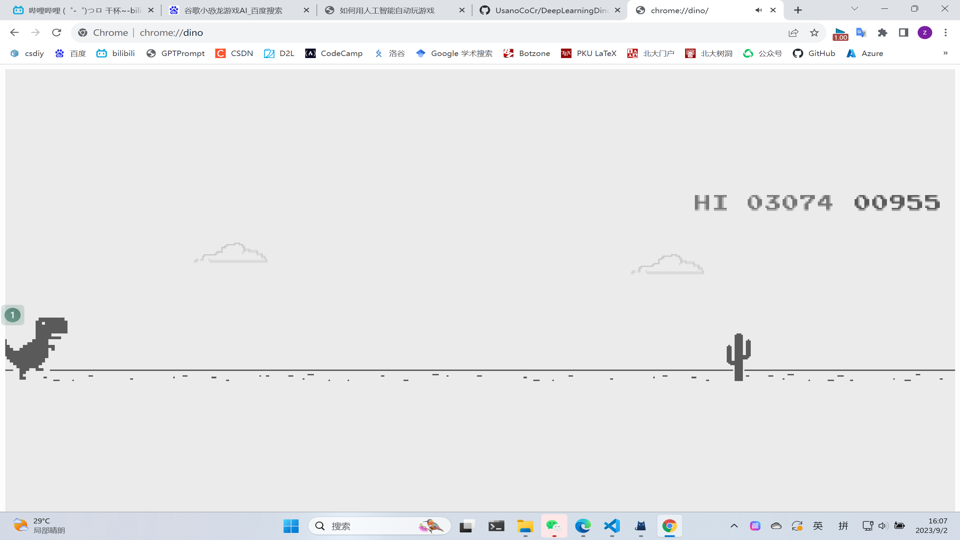 哔哩哔哩 (゜-゜)つロ 干杯~-bili
谷歌小恐龙游戏AI_百度搜索
如何用人工智能自动玩游戏
UsanoCoCr/DeepLearningDin
chrome://dino/
Chrome | chrome://dino
1.00
z
csdiy
百度
bilibili
GPTPrompt
CSDN
D2L
CodeCamp
洛谷
Google 学术搜索
Botzone
PKU LaTeX
北大门户
北大树洞
公众号
GitHub
Azure
»
HI 03074 00955
1
29°C
局部晴朗
搜索
英
拼
16:07
2023/9/2